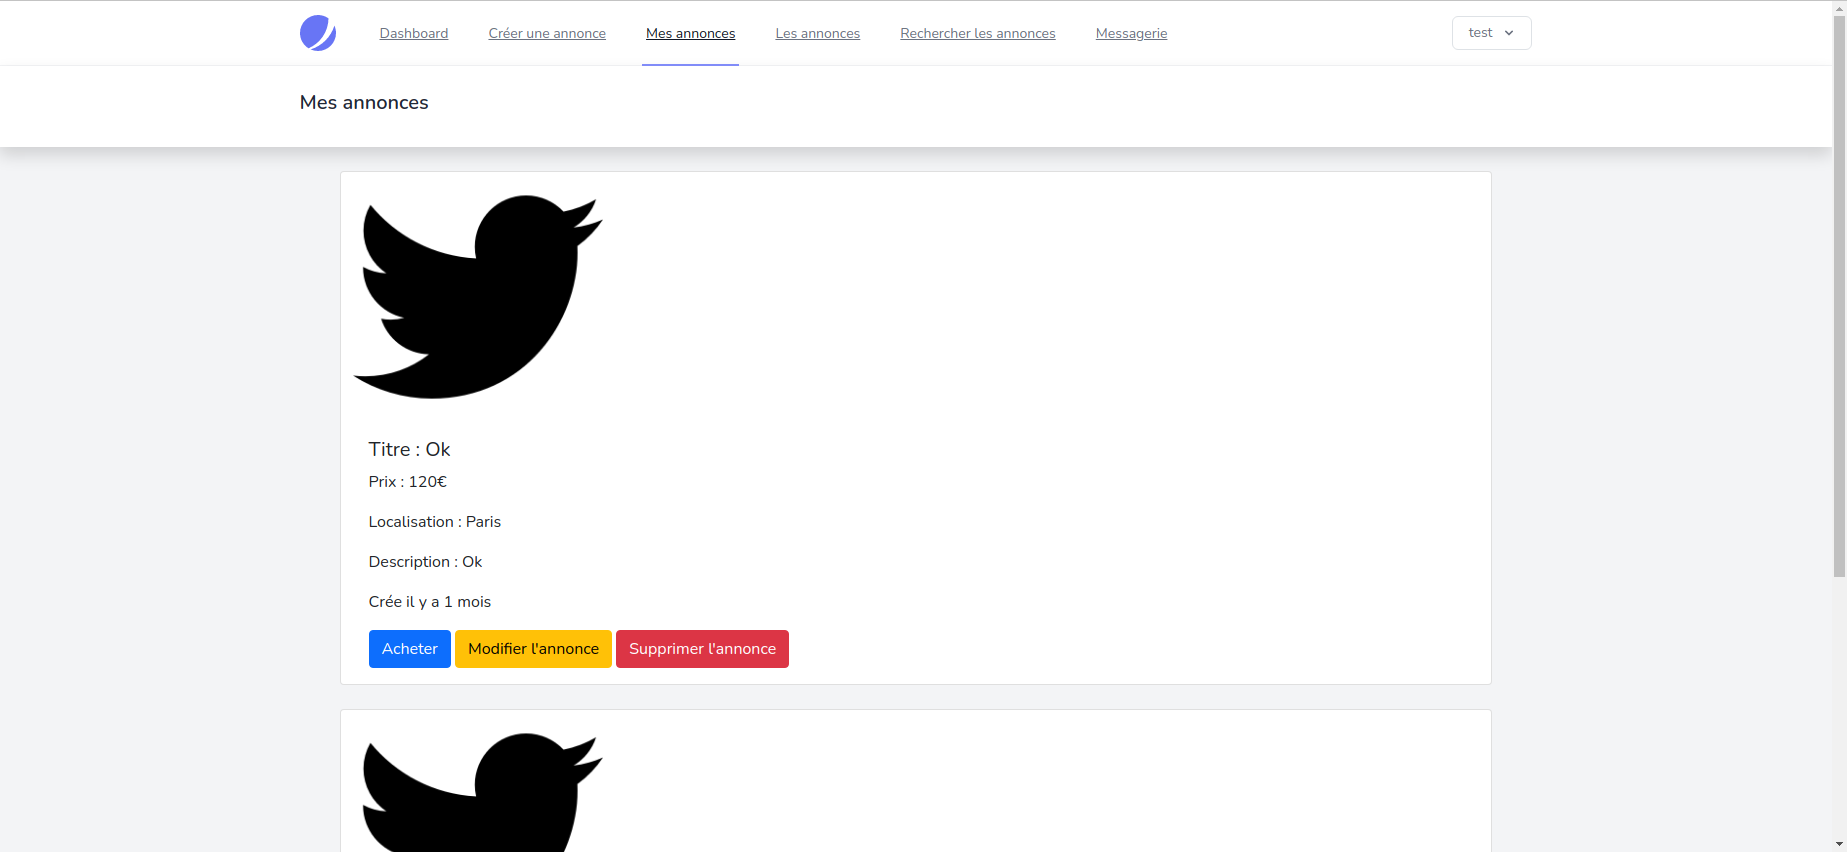 Dashboard Créer une annonce Mes annonces Les annonces Rechercher les annonces Messagerie test
Mes annonces
Titre : Ok
Prix : 120€
Localisation : Paris
Description : Ok
Crée il y a 1 mois
Acheter Modifier l'annonce Supprimer l'annonce